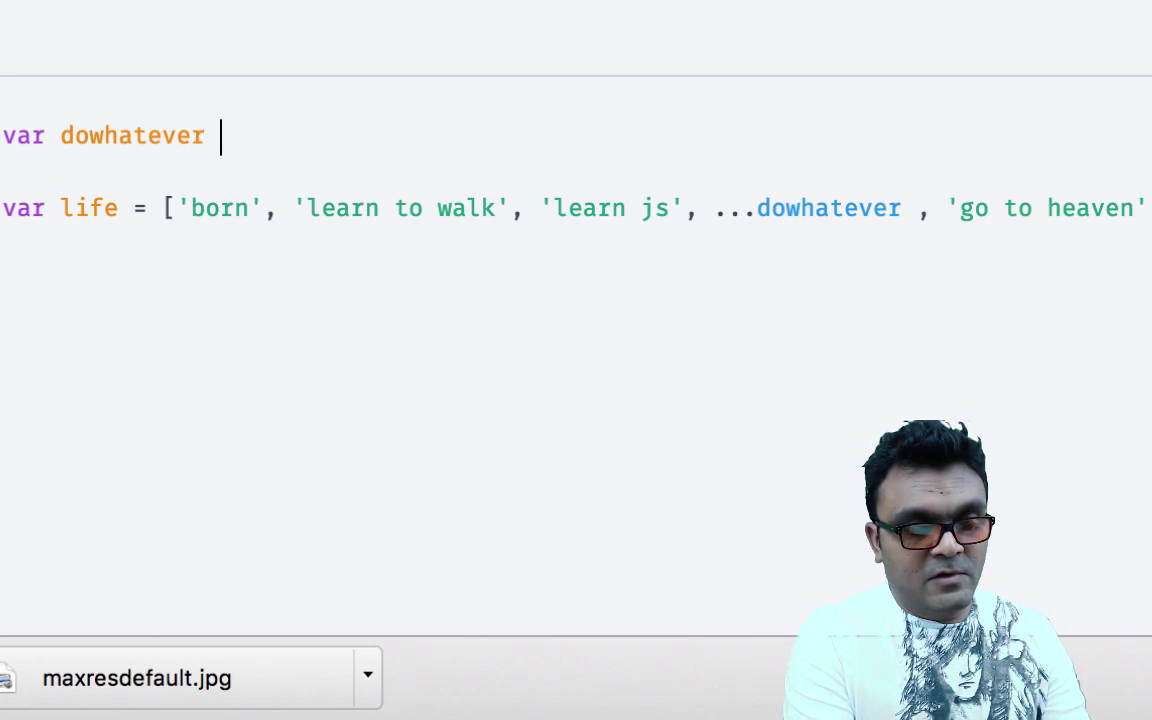 var dowhatever
var life = ['born', 'learn to walk', 'learn js', ...dowhatever , 'go to heaven'
maxresdefault.jpg